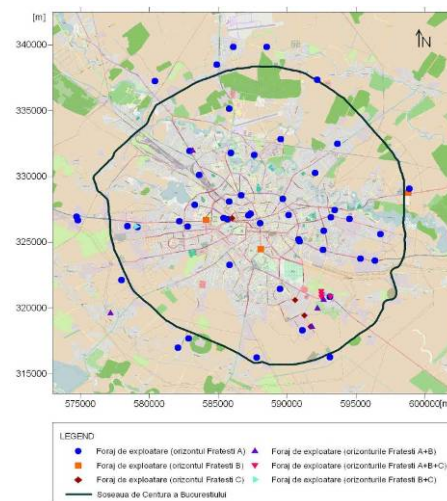 [m]
340000
N
335000
330000
325000
320000
315000
575000 580000 585000 590000 595000 600000[m]
LEGEND
Foraj de exploatare (orizontul Fratesti A) Foraj de exploatare (orizonturile Fratesti A+B)
Foraj de exploatare (orizontul Fratesti B) Foraj de exploatare (orizonturile Fratesti A+B+C)
Foraj de exploatare (orizontul Fratesti C) Foraj de exploatare (orizonturile Fratesti B+C)
Soseaua de Centura a Bucurestiului